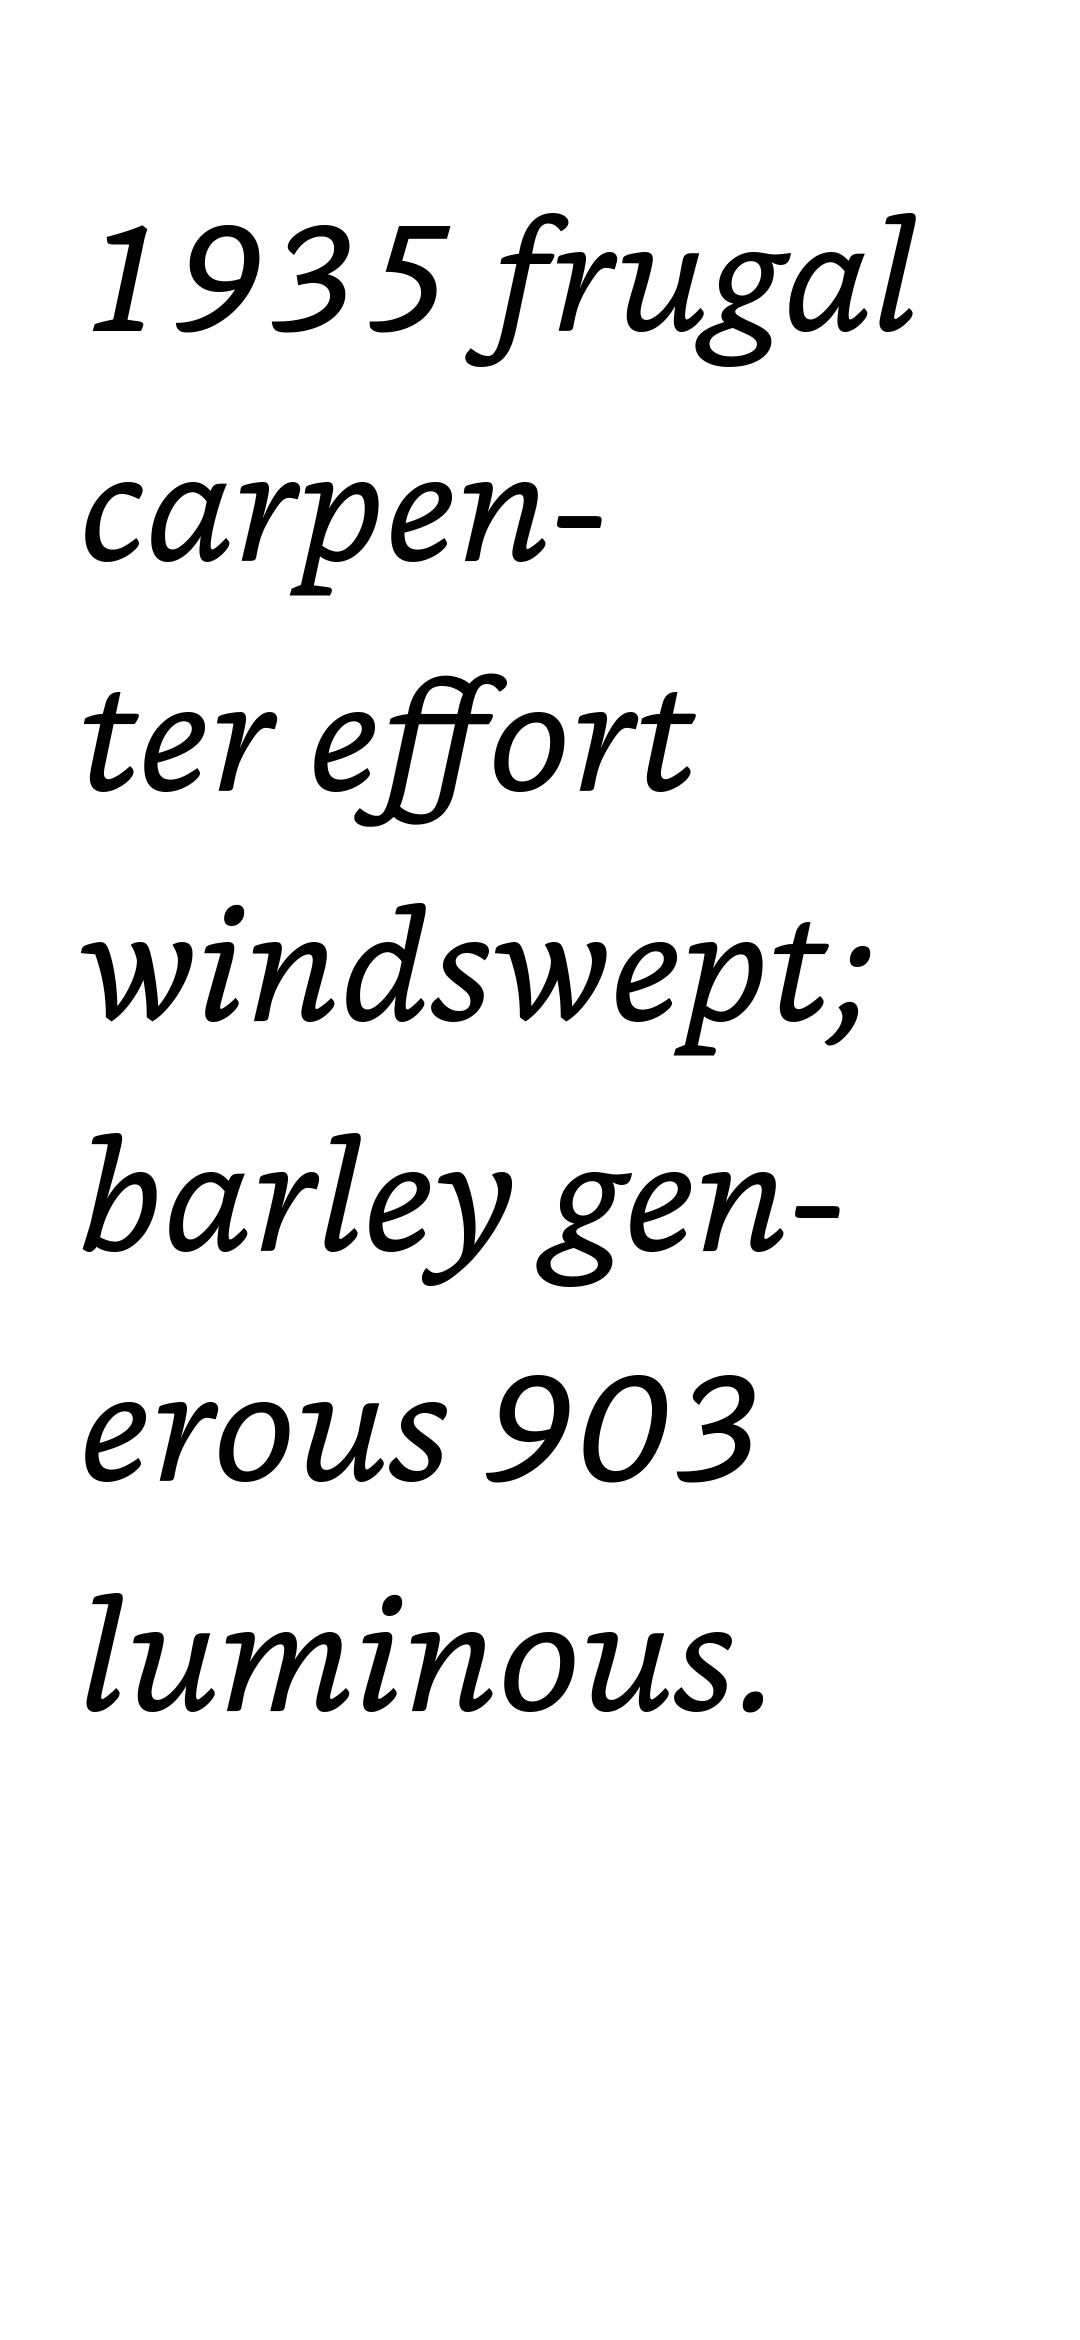 1935 frugal
carpen-
ter effort
windswept;
barley gen-
erous 903
luminous.